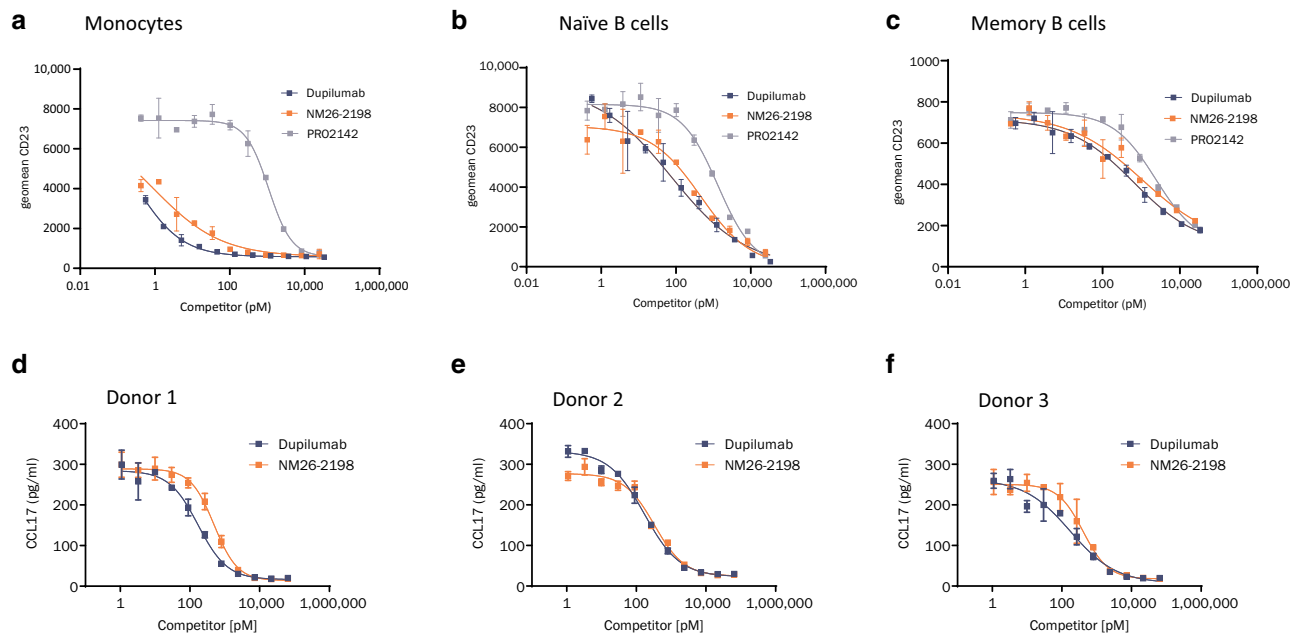 a Monocytes
10,000
8000
6000
4000
2000
0
geomean CD23
Dupilumab
NM26-2198
PRO2142
0.01 1 100 10,000 1,000,000
Competitor (pM)
b Naïve B cells
10,000
8000
6000
4000
2000
0
geomean CD23
Dupilumab
NM26-2198
PRO2142
0.01 1 100 10,000 1,000,000
Competitor (pM)
c Memory B cells
1000
800
600
400
200
0
geomean CD23
Dupilumab
NM26-2198
PRO2142
0.01 1 100 10,000 1,000,000
Competitor (pM)
d Donor 1
400
300
200
100
0
CCL17 (pg/ml)
Dupilumab
NM26-2198
1 100 10,000 1,000,000
Competitor [pM]
e Donor 2
400
300
200
100
0
CCL17 (pg/ml)
Dupilumab
NM26-2198
1 100 10,000 1,000,000
Competitor [pM]
f Donor 3
400
300
200
100
0
CCL17 (pg/ml)
Dupilumab
NM26-2198
1 100 10,000 1,000,000
Competitor [pM]